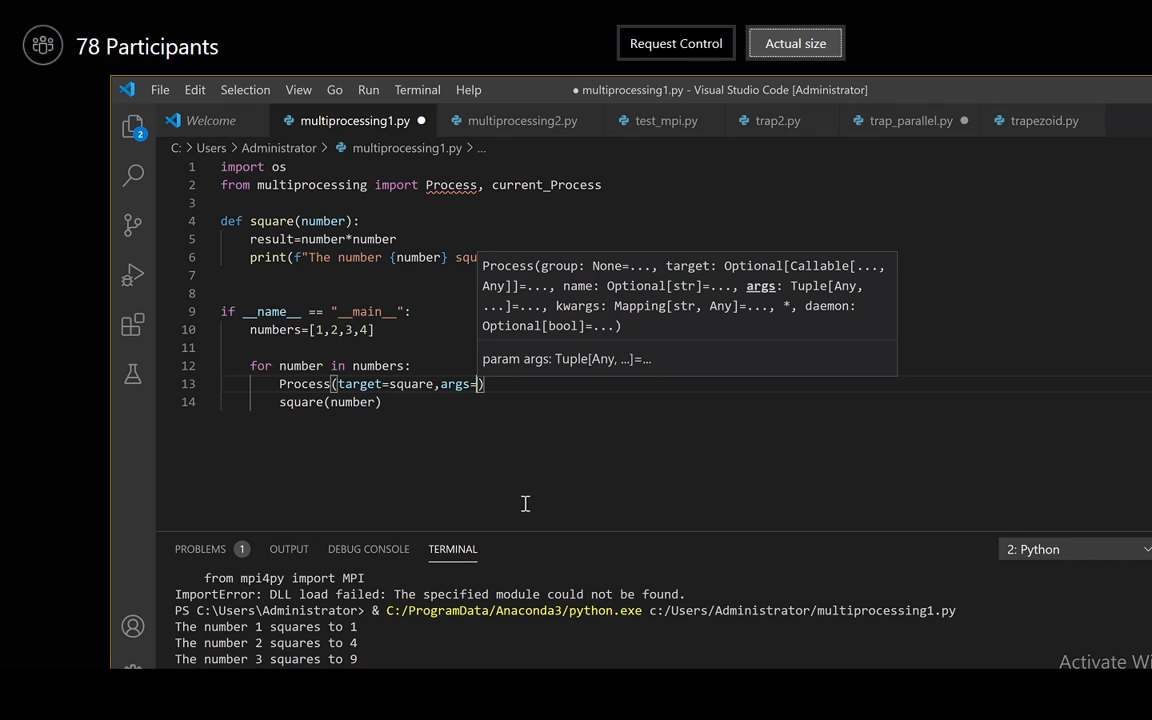 78 Participants
Request Control
Actual size
File Edit Selection View Go Run Terminal Help
● multiprocessing1.py - Visual Studio Code [Administrator]
2
Welcome
multiprocessing1.py ●
multiprocessing2.py
test_mpi.py
trap2.py
trap_parallel.py ●
trapezoid.py
C: > Users > Administrator > multiprocessing1.py > ...
1 import os
2 from multiprocessing import Process, current_Process
3
4 def square(number):
5 result=number*number
6 print(f"The number {number} squ
7
8
9 if __name__ == "__main__":
10 numbers=[1,2,3,4]
11
12 for number in numbers:
13 Process(target=square,args=)
14 square(number)
Process(group: None=..., target: Optional[Callable[...,
Any]]=..., name: Optional[str]=..., args: Tuple[Any,
...]=..., kwargs: Mapping[str, Any]=..., *, daemon:
Optional[bool]=...)
param args: Tuple[Any, ...]=...
PROBLEMS 1 OUTPUT DEBUG CONSOLE TERMINAL
2: Python
from mpi4py import MPI
ImportError: DLL load failed: The specified module could not be found.
PS C:\Users\Administrator> & C:/ProgramData/Anaconda3/python.exe c:/Users/Administrator/multiprocessing1.py
The number 1 squares to 1
The number 2 squares to 4
The number 3 squares to 9
Activate Wi